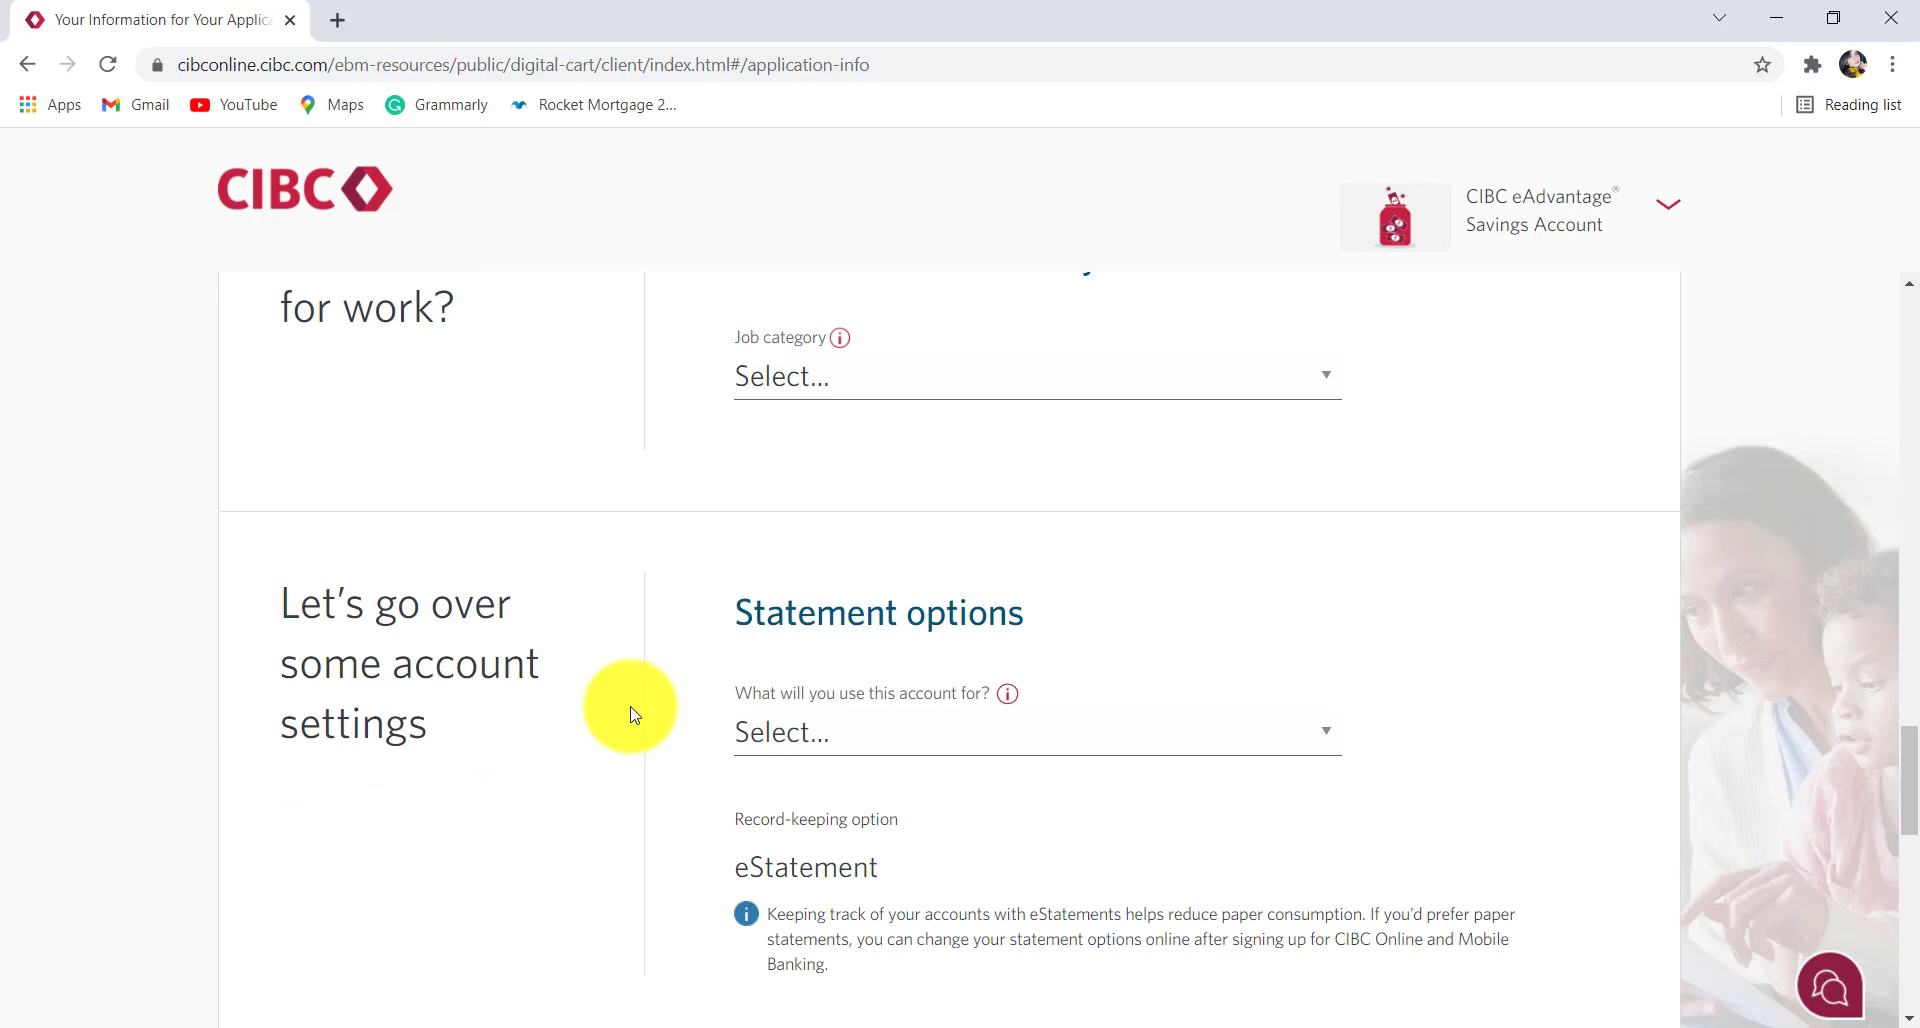 Your Information for Your Applic
cibconline.cibc.com/ebm-resources/public/digital-cart/client/index.html#/application-info
Apps
Gmail
YouTube
Maps
Grammarly
Rocket Mortgage 2...
Reading list
CIBC
CIBC eAdvantage®
Savings Account
for work?
Job category
Select...
Let's go over
some account
settings
Statement options
What will you use this account for?
Select...
Record-keeping option
eStatement
Keeping track of your accounts with eStatements helps reduce paper consumption. If you'd prefer paper
statements, you can change your statement options online after signing up for CIBC Online and Mobile
Banking.